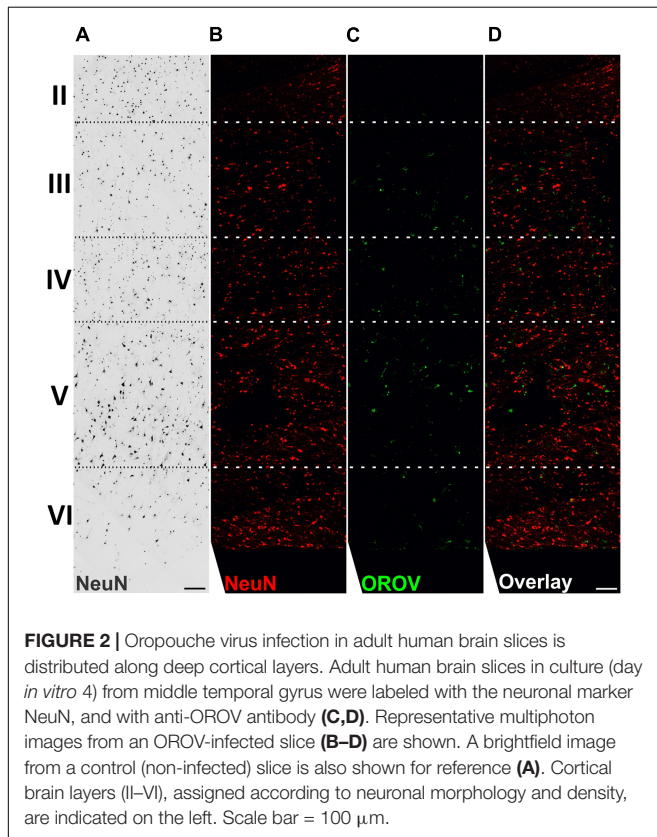 A B C D
II
III
IV
V
VI
NeuN NeuN OROV Overlay
FIGURE 2 | Oropouche virus infection in adult human brain slices is
distributed along deep cortical layers. Adult human brain slices in culture (day
in vitro 4) from middle temporal gyrus were labeled with the neuronal marker
NeuN, and with anti-OROV antibody (C,D). Representative multiphoton
images from an OROV-infected slice (B–D) are shown. A brightfield image
from a control (non-infected) slice is also shown for reference (A). Cortical
brain layers (II–VI), assigned according to neuronal morphology and density,
are indicated on the left. Scale bar = 100 μm.